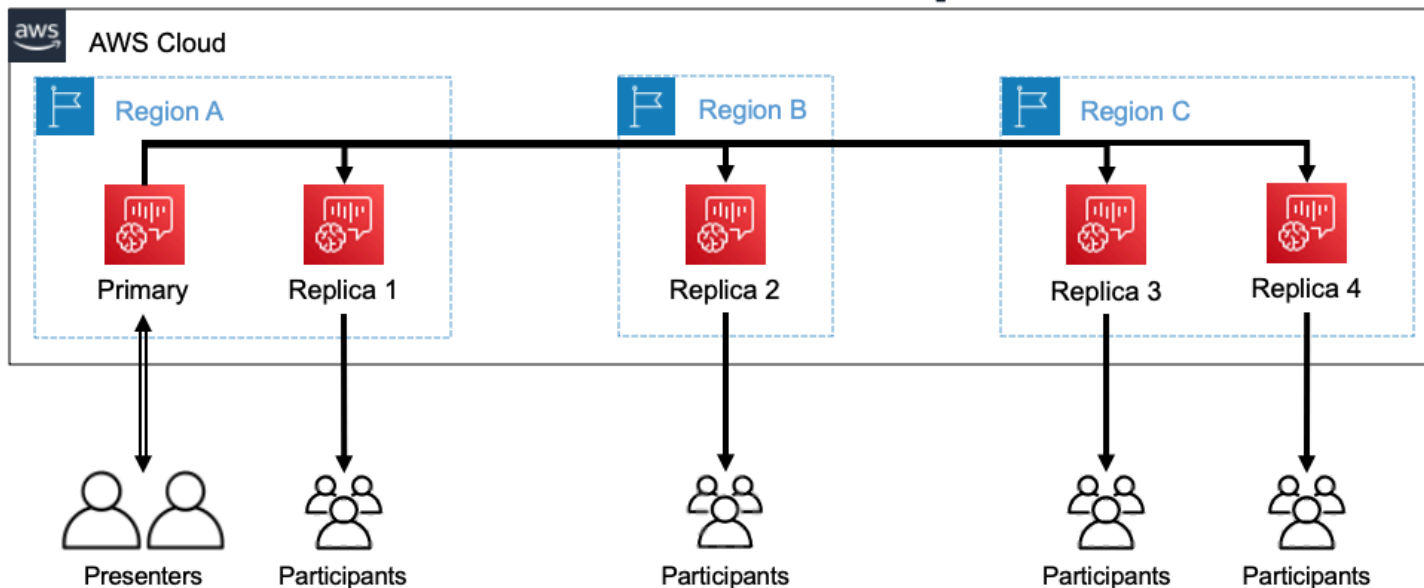 aws
AWS Cloud
Region A
Region B
Region C
Primary
Replica 1
Replica 2
Replica 3
Replica 4
Presenters
Participants
Participants
Participants
Participants